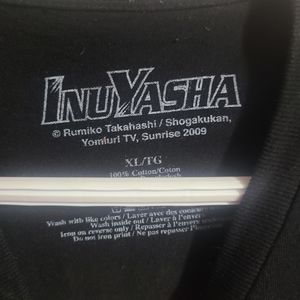 INUYASHA
© Rumiko Takahashi / Shogakukan,
Yomiuri TV, Sunrise 2009
XL/TG
100% Cotton/Coton
Wash with like colors / Laver avec des
Wash inside out / Laver à l'envers
Iron on reverse only / Repasser à l'envers
Do not iron print / Ne pas repasser